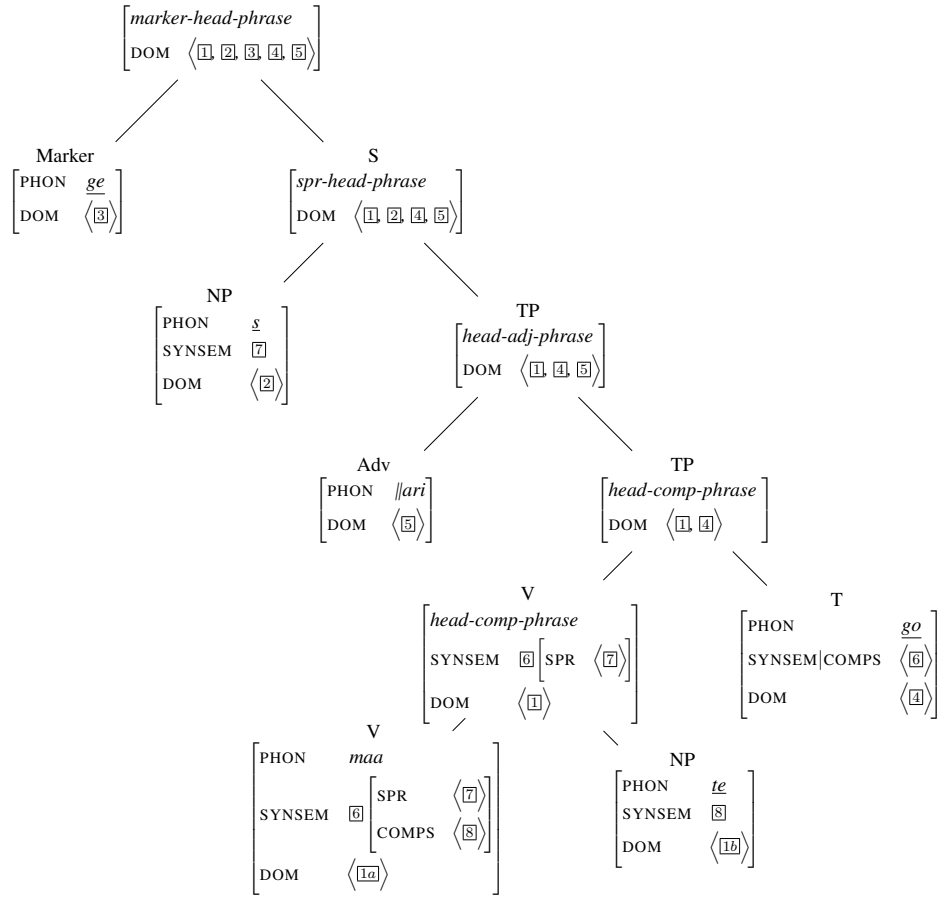 marker-head-phrase
DOM ⟨1, 2, 3, 4, 5⟩
Marker
PHON ge
DOM ⟨3⟩
S
spr-head-phrase
DOM ⟨1, 2, 4, 5⟩
NP
PHON s
SYNSEM 7
DOM ⟨2⟩
TP
head-adj-phrase
DOM ⟨1, 4, 5⟩
Adv
PHON ǁari
DOM ⟨5⟩
TP
head-comp-phrase
DOM ⟨1, 4⟩
V
head-comp-phrase
SYNSEM 6 [SPR ⟨7⟩]
DOM ⟨1⟩
T
PHON go
SYNSEM|COMPS ⟨6⟩
DOM ⟨4⟩
V
PHON maa
SYNSEM 6 [SPR ⟨7⟩
COMPS ⟨8⟩]
DOM ⟨1a⟩
NP
PHON te
SYNSEM 8
DOM ⟨1b⟩